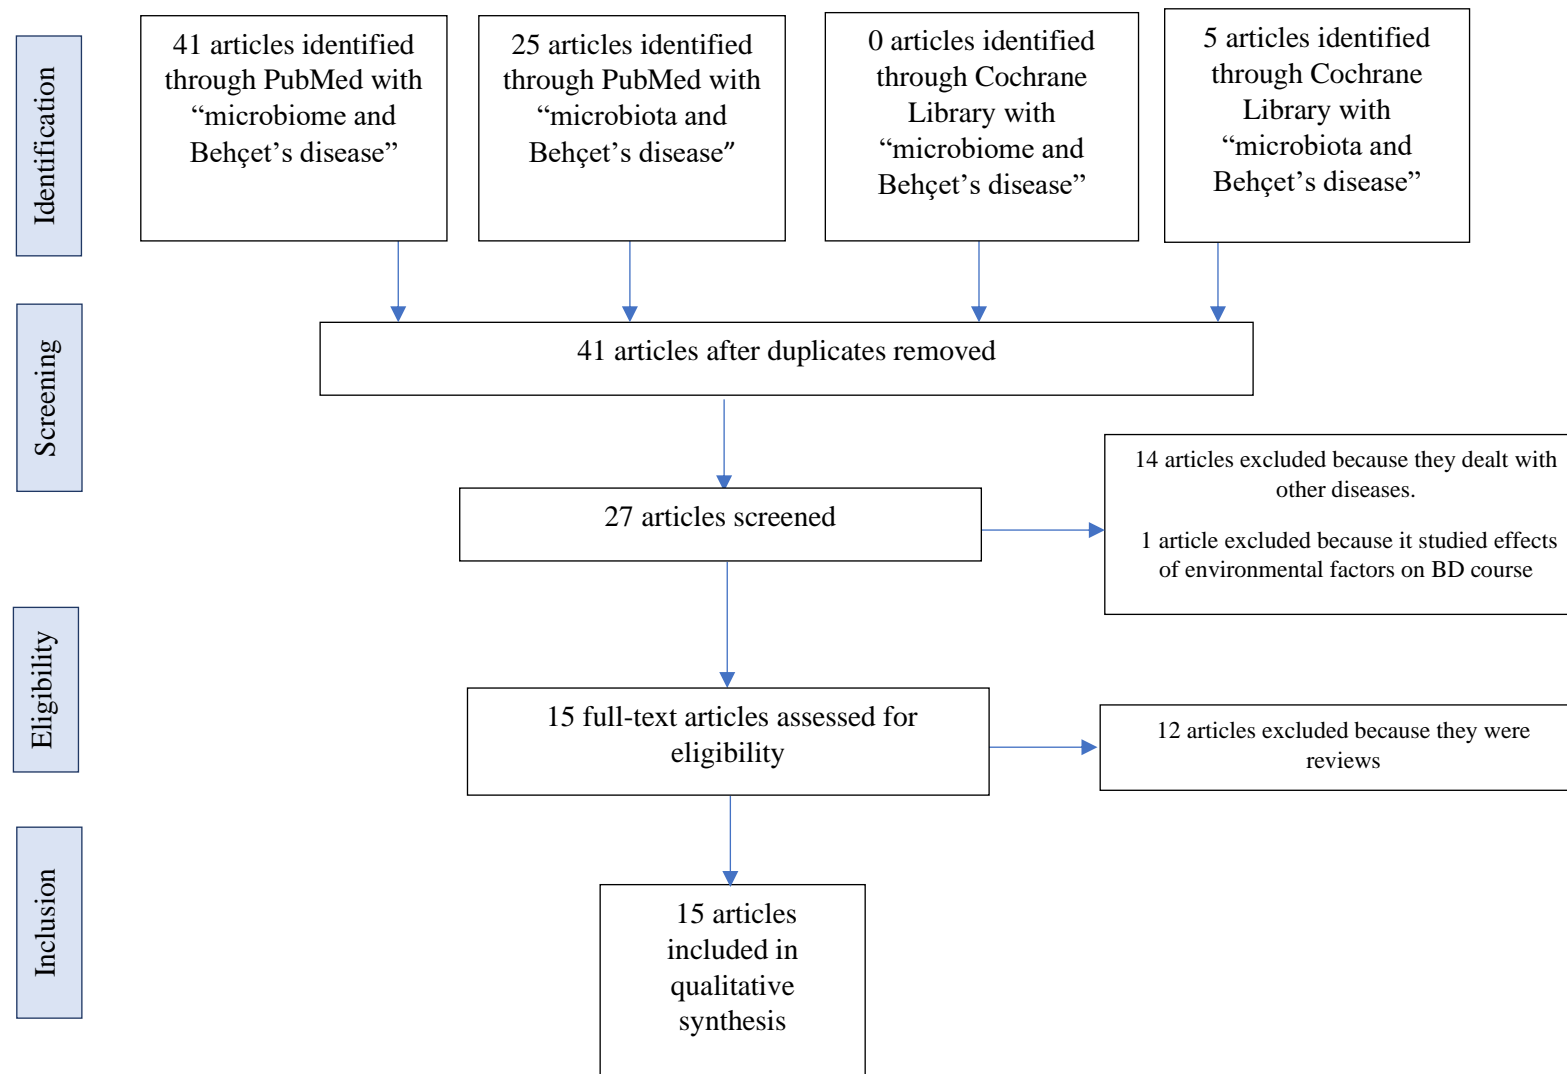 Identification
41 articles identified
through PubMed with
“microbiome and
Behçet’s disease”
25 articles identified
through PubMed with
“microbiota and
Behçet’s disease”
0 articles identified
through Cochrane
Library with
“microbiome and
Behçet’s disease”
5 articles identified
through Cochrane
Library with
“microbiota and
Behçet’s disease”
Screening
41 articles after duplicates removed
27 articles screened
14 articles excluded because they dealt with
other diseases.
1 article excluded because it studied effects
of environmental factors on BD course
Eligibility
15 full-text articles assessed for
eligibility
12 articles excluded because they were
reviews
Inclusion
15 articles
included in
qualitative
synthesis